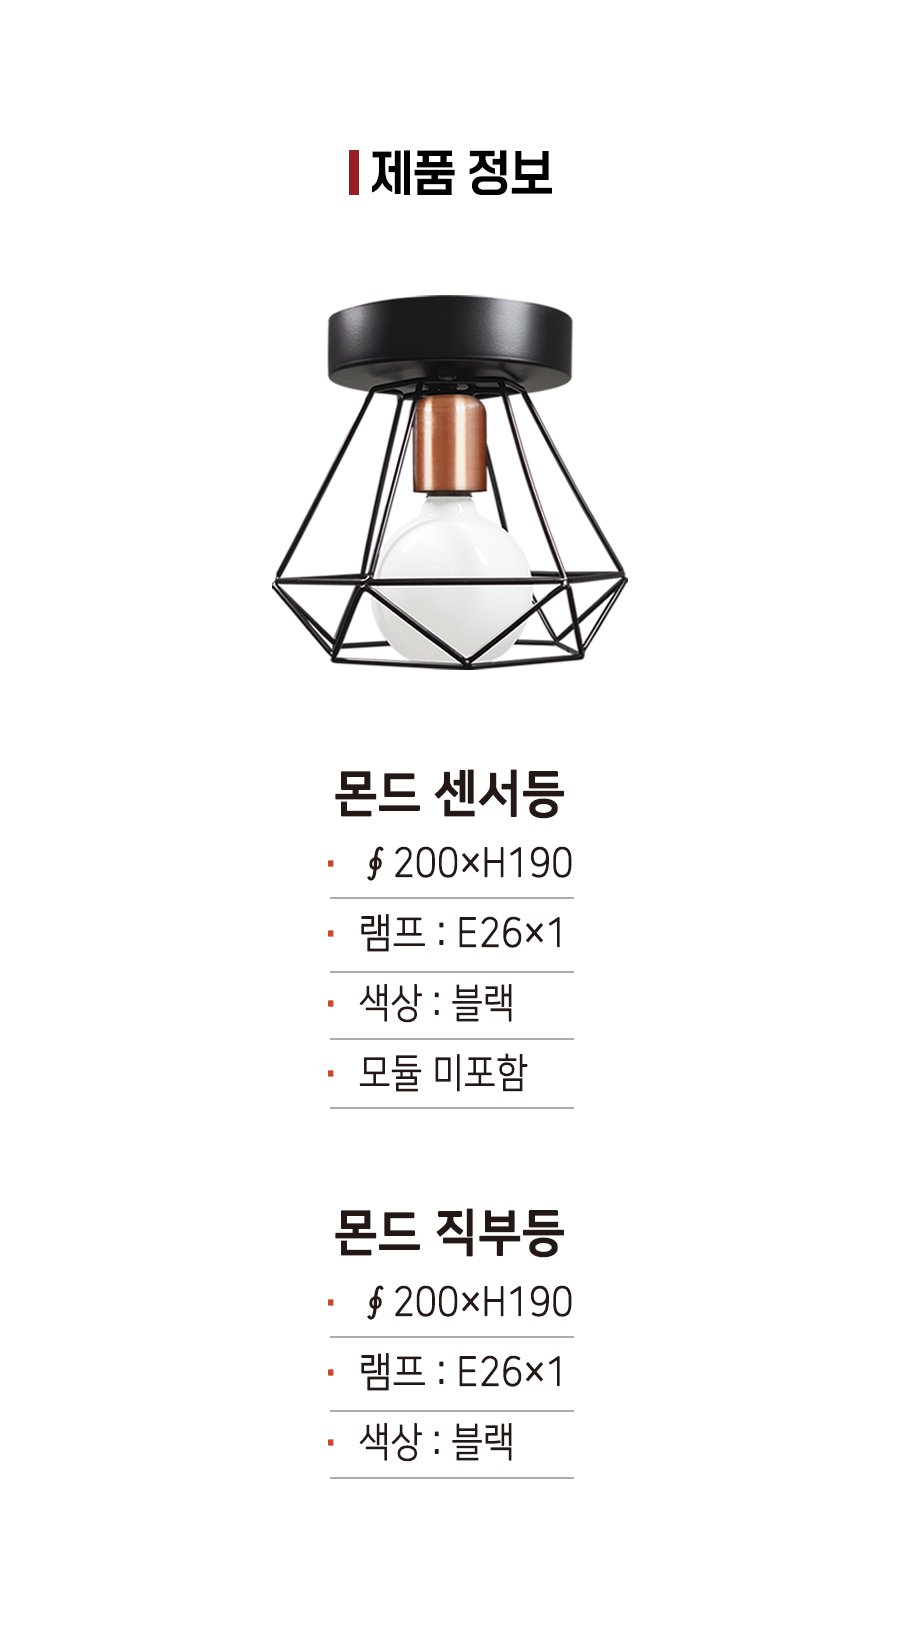 제품 정보
몬드 센서등
· ∮ 200×H190
· 램프 : E26×1
· 색상 : 블랙
· 모듈 미포함
몬드 직부등
· ∮ 200×H190
· 램프 : E26×1
· 색상 : 블랙